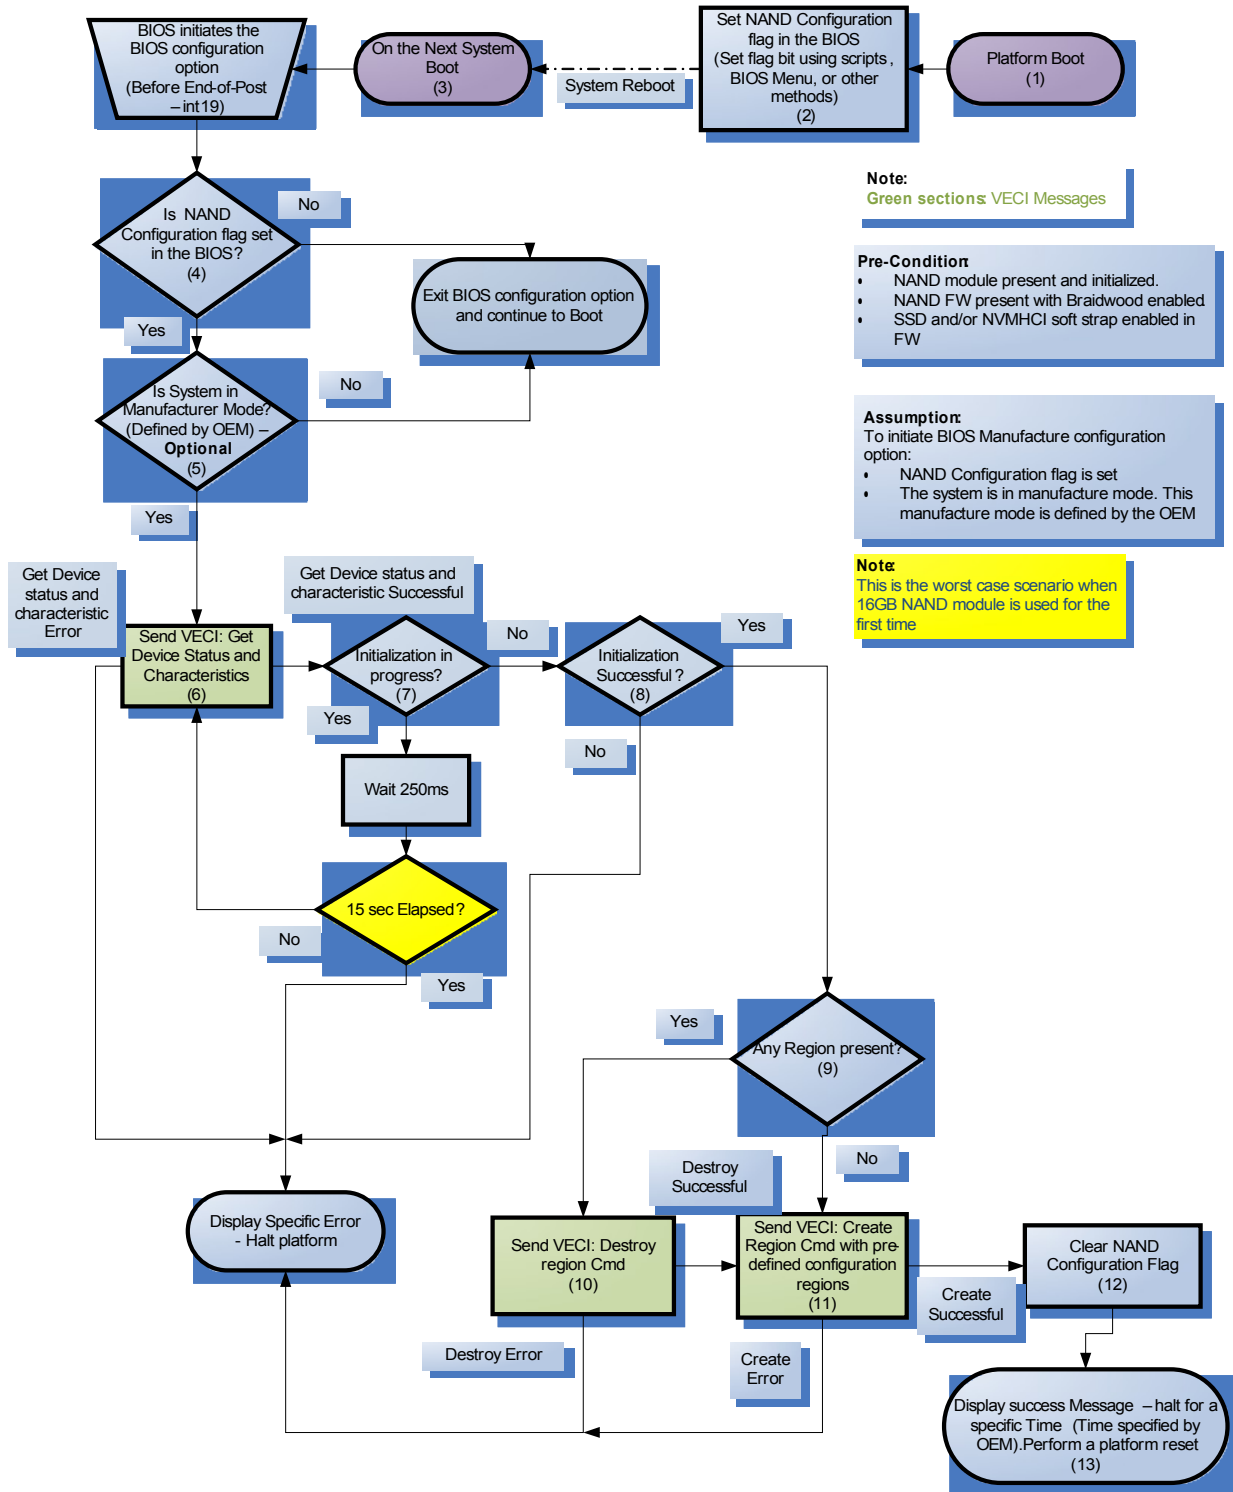 BIOS initiates the
BIOS configuration
option
(Before End-of-Post
– int19)
On the Next System
Boot
(3)
System Reboot
Set NAND Configuration
flag in the BIOS
(Set flag bit using scripts,
BIOS Menu, or other
methods)
(2)
Platform Boot
(1)
Note:
Green sections: VECI Messages
Is NAND
Configuration flag set
in the BIOS?
(4)
No
Yes
Exit BIOS configuration option
and continue to Boot
Pre-Condition:
• NAND module present and initialized.
• NAND FW present with Braidwood enabled.
• SSD and/or NVMHCI soft strap enabled in
FW
Is System in
Manufacturer Mode?
(Defined by OEM) –
Optional
(5)
No
Yes
Assumption:
To initiate BIOS Manufacture configuration
option:
• NAND Configuration flag is set
• The system is in manufacture mode. This
manufacture mode is defined by the OEM
Note:
This is the worst case scenario when
16GB NAND module is used for the
first time
Get Device
status and
characteristic
Error
Get Device status and
characteristic Successful
Send VECI: Get
Device Status and
Characteristics
(6)
Initialization in
progress?
(7)
No
Yes
Initialization
Successful ?
(8)
Yes
No
Wait 250ms
15 sec Elapsed ?
No
Yes
Any Region present?
(9)
Yes
No
Destroy
Successful
Display Specific Error
- Halt platform
Send VECI: Destroy
region Cmd
(10)
Send VECI: Create
Region Cmd with pre-
defined configuration
regions
(11)
Clear NAND
Configuration Flag
(12)
Create
Successful
Destroy Error
Create
Error
Display success Message – halt for a
specific Time (Time specified by
OEM).Perform a platform reset
(13)